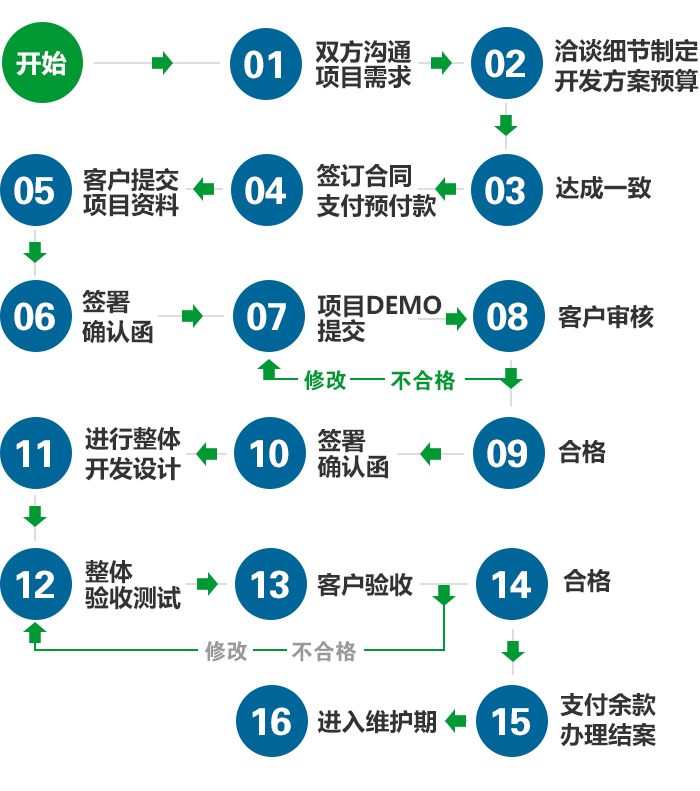 开始
01
双方沟通
项目需求
02
洽谈细节制定
开发方案预算
03
达成一致
04
签订合同
支付预付款
05
客户提交
项目资料
06
签署
确认函
07
项目DEMO
提交
08
客户审核
修改
不合格
09
合格
10
签署
确认函
11
进行整体
开发设计
12
整体
验收测试
13
客户验收
14
合格
修改
不合格
15
支付余款
办理结案
16
进入维护期